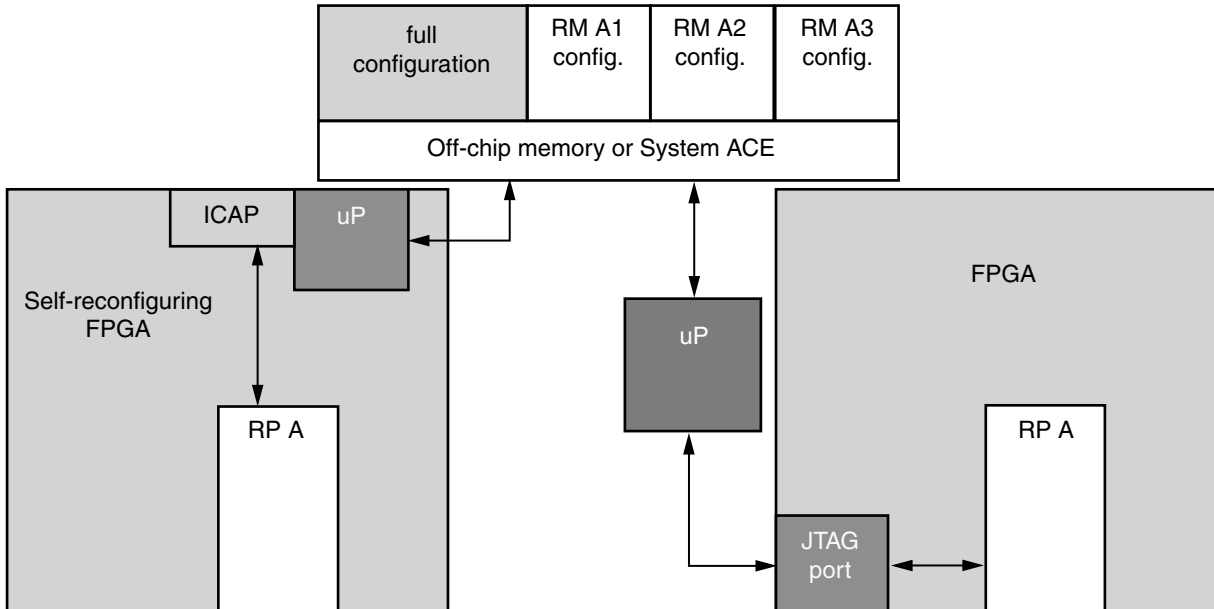 full
configuration
RM A1
config.
RM A2
config.
RM A3
config.
Off-chip memory or System ACE
ICAP
uP
Self-reconfiguring
FPGA
RP A
uP
FPGA
RP A
JTAG
port